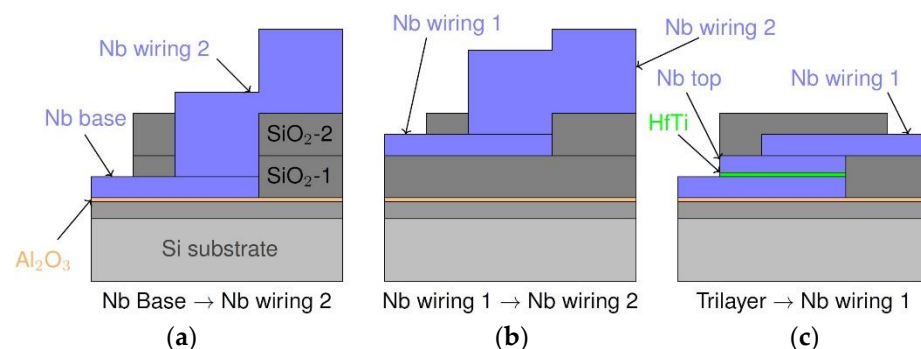 Nb wiring 2
Nb base
SiO₂-2
SiO₂-1
Si substrate
Al₂O₃
Nb Base → Nb wiring 2
(a)
Nb wiring 1
Nb wiring 2
Nb wiring 1 → Nb wiring 2
(b)
Nb top
Nb wiring 1
HfTi
Trilayer → Nb wiring 1
(c)